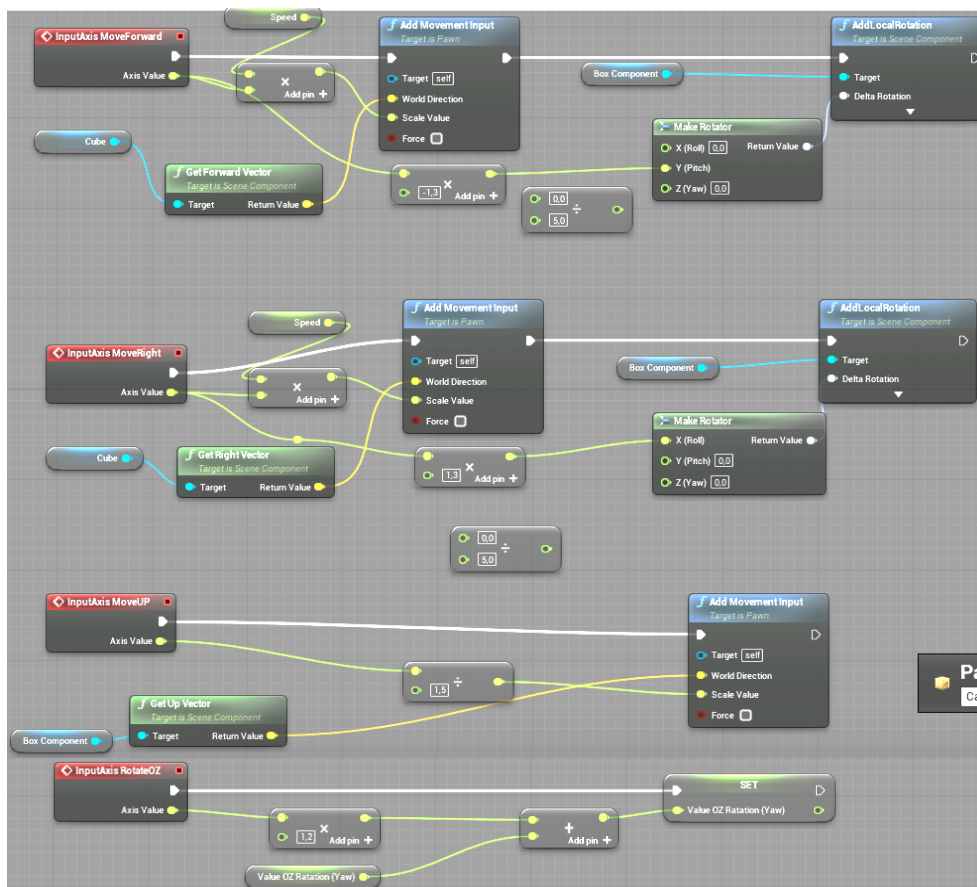 Speed
InputAxis MoveForward
Axis Value
×
Add pin +
f Add Movement Input
Target is Pawn
Target self
World Direction
Scale Value
Force
Box Component
AddLocalRotation
Target is Scene Component
Target
Delta Rotation
Cube
f Get Forward Vector
Target is Scene Component
Target Return Value
-1,3 × Add pin +
0,0
5,0
÷
Make Rotator
X (Roll) 0,0 Return Value
Y (Pitch)
Z (Yaw) 0,0
Speed
InputAxis MoveRight
Axis Value
×
Add pin +
f Add Movement Input
Target is Pawn
Target self
World Direction
Scale Value
Force
Box Component
AddLocalRotation
Target is Scene Component
Target
Delta Rotation
Cube
f Get Right Vector
Target is Scene Component
Target Return Value
1,3 × Add pin +
Make Rotator
X (Roll) Return Value
Y (Pitch) 0,0
Z (Yaw) 0,0
0,0
5,0
÷
InputAxis MoveUP
Axis Value
1,5 ÷
f Add Movement Input
Target is Pawn
Target self
World Direction
Scale Value
Force
Pa
Ca
f Get Up Vector
Target is Scene Component
Target Return Value
Box Component
InputAxis RotateOZ
Axis Value
1,2 × Add pin +
+
Add pin +
SET
Value OZ Ratation (Yaw)
Value OZ Ratation (Yaw)